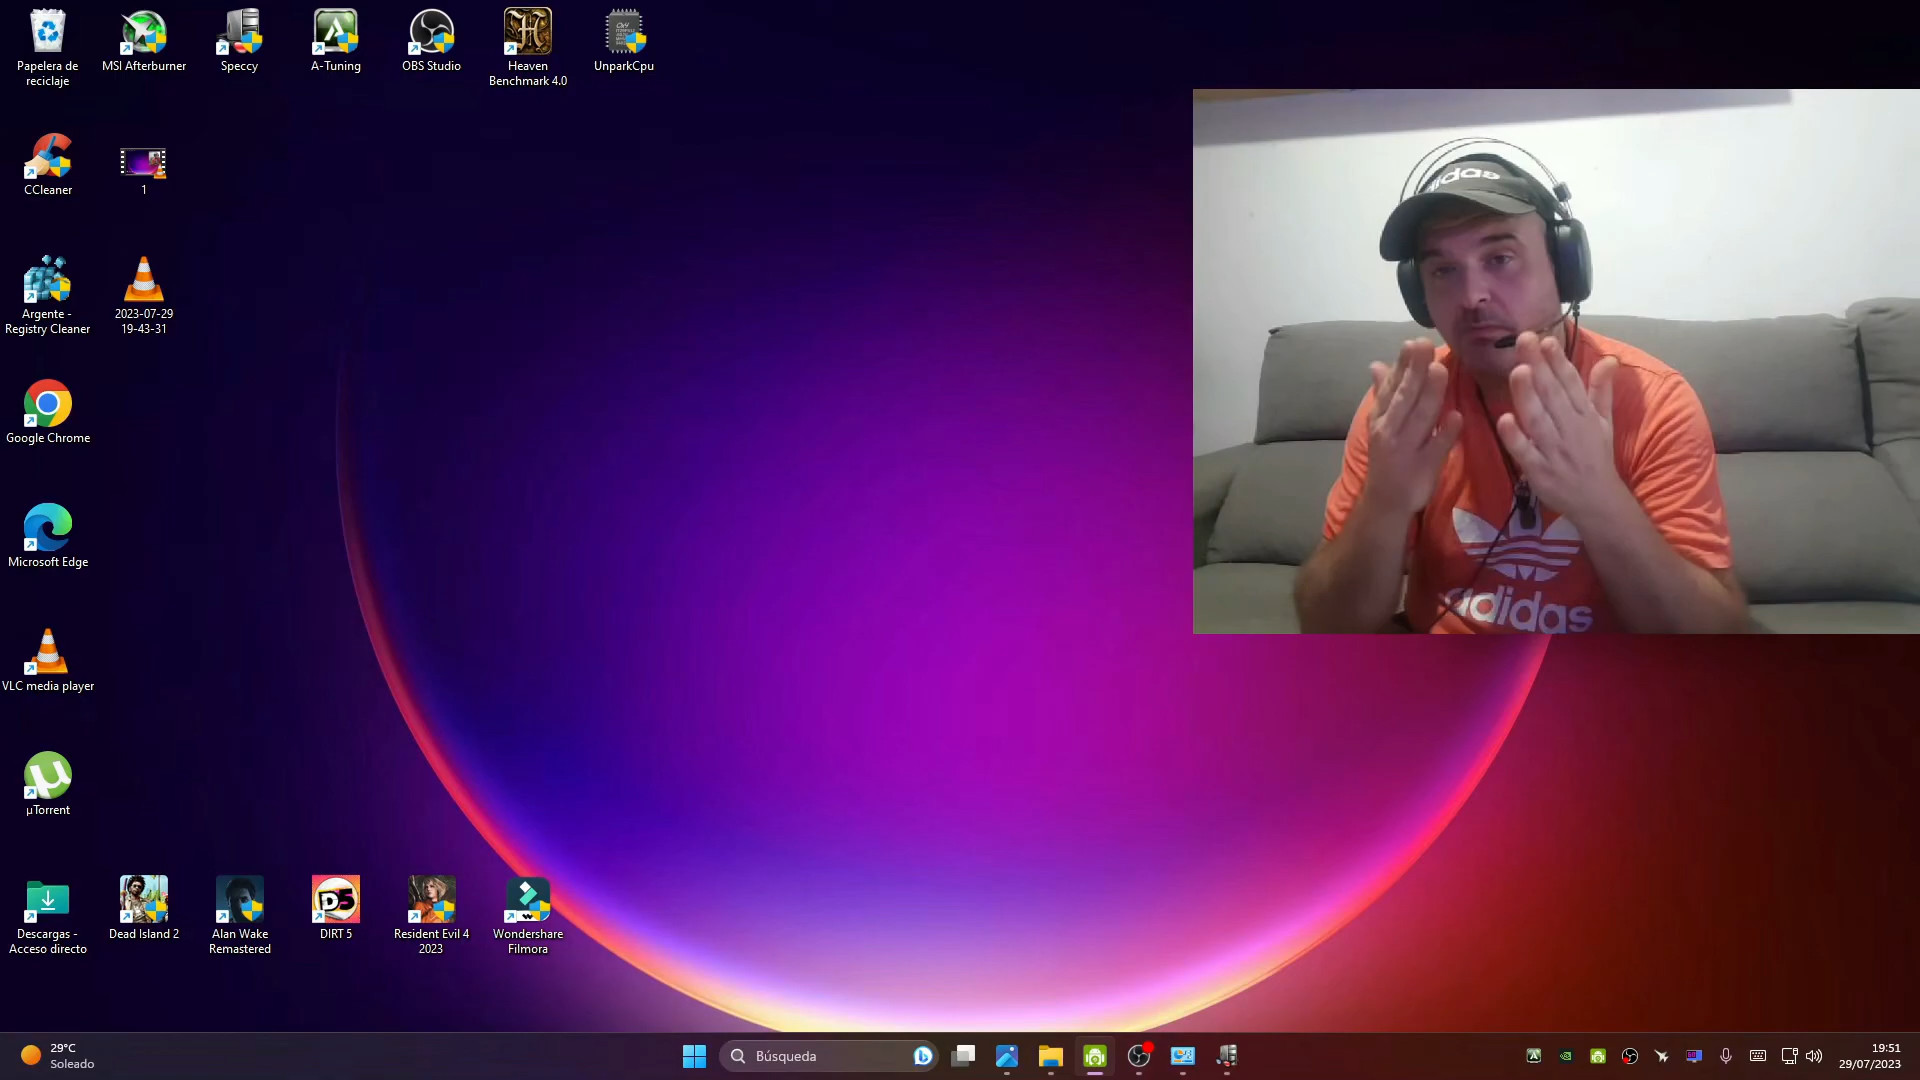 Papelera de
reciclaje
MSI Afterburner
Speccy
A-Tuning
OBS Studio
Heaven
Benchmark 4.0
UnparkCpu
CCleaner
1
Argente -
Registry Cleaner
2023-07-29
19-43-31
Google Chrome
Microsoft Edge
VLC media player
µTorrent
Descargas -
Acceso directo
Dead Island 2
Alan Wake
Remastered
D5
DIRT 5
Resident Evil 4
2023
Wondershare
Filmora
adidas
adidas
29°C
Soleado
Búsqueda
19:51
29/07/2023